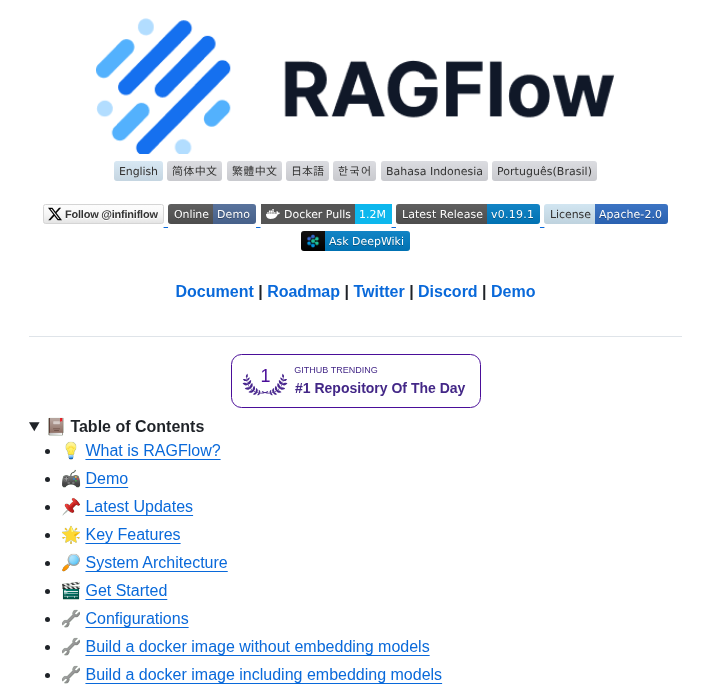 RAGFlow
English 简体中文 繁體中文 日本語 한국어 Bahasa Indonesia Português(Brasil)
Follow @infiniflow Online Demo Docker Pulls 1.2M Latest Release v0.19.1 License Apache-2.0
Ask DeepWiki
Document | Roadmap | Twitter | Discord | Demo
1 GITHUB TRENDING
#1 Repository Of The Day
▼ 📕 Table of Contents
• 💡 What is RAGFlow?
• 🎮 Demo
• 📌 Latest Updates
• 🌟 Key Features
• 🔎 System Architecture
• 🎬 Get Started
• 🔧 Configurations
• 🔧 Build a docker image without embedding models
• 🔧 Build a docker image including embedding models